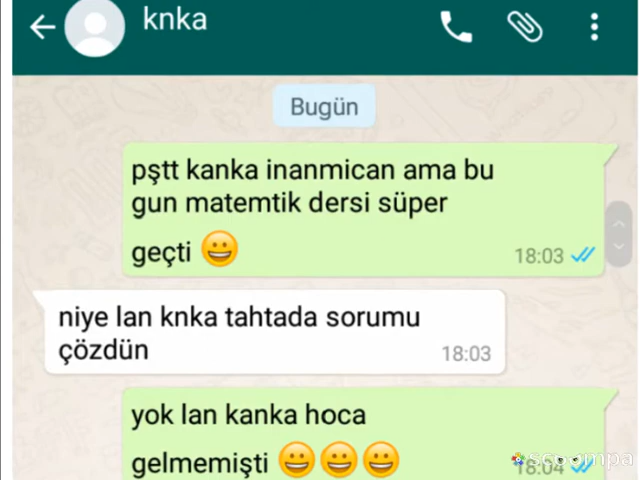 knka
Bugün
pştt kanka inanmican ama bu
gun matemtik dersi süper
geçti
18:03
niye lan knka tahtada sorumu
çözdün
18:03
yok lan kanka hoca
gelmemişti
18:04
scoompa